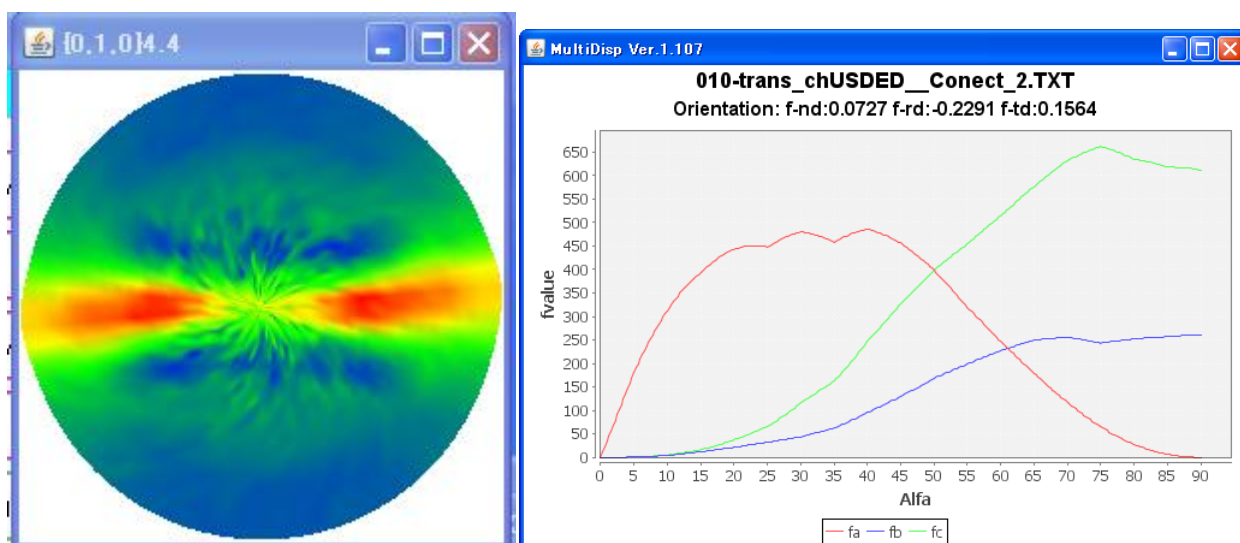 {0,1,0}4.4
MultiDisp Ver.1.107
010-trans_chUSDED__Conect_2.TXT
Orientation: f-nd:0.0727 f-rd:-0.2291 f-td:0.1564
fvalue
650
600
550
500
450
400
350
300
250
200
150
100
50
0
0 5 10 15 20 25 30 35 40 45 50 55 60 65 70 75 80 85 90
Alfa
fa fb fc